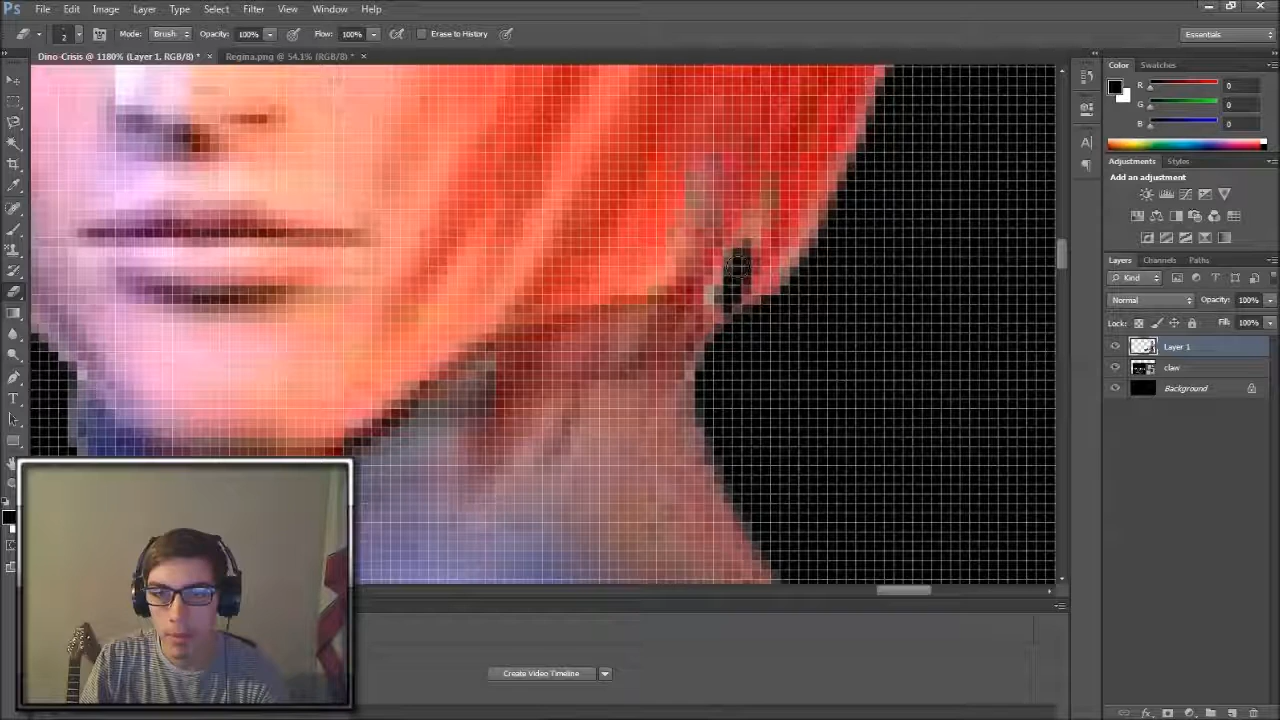 Ps File Edit Image Layer Type Select Filter View Window Help
2 Mode: Brush Opacity: 100% Flow: 100% Erase to History Essentials
Dino-Crisis @ 1180% (Layer 1, RGB/8) * × Regina.png @ 54.1% (RGB/8) * ×
Color Swatches
R 0
G 0
B 0
Adjustments Styles
Add an adjustment
Layers Channels Paths
Kind
Normal Opacity: 100%
Lock: Fill: 100%
Layer 1
claw
Background
Create Video Timeline